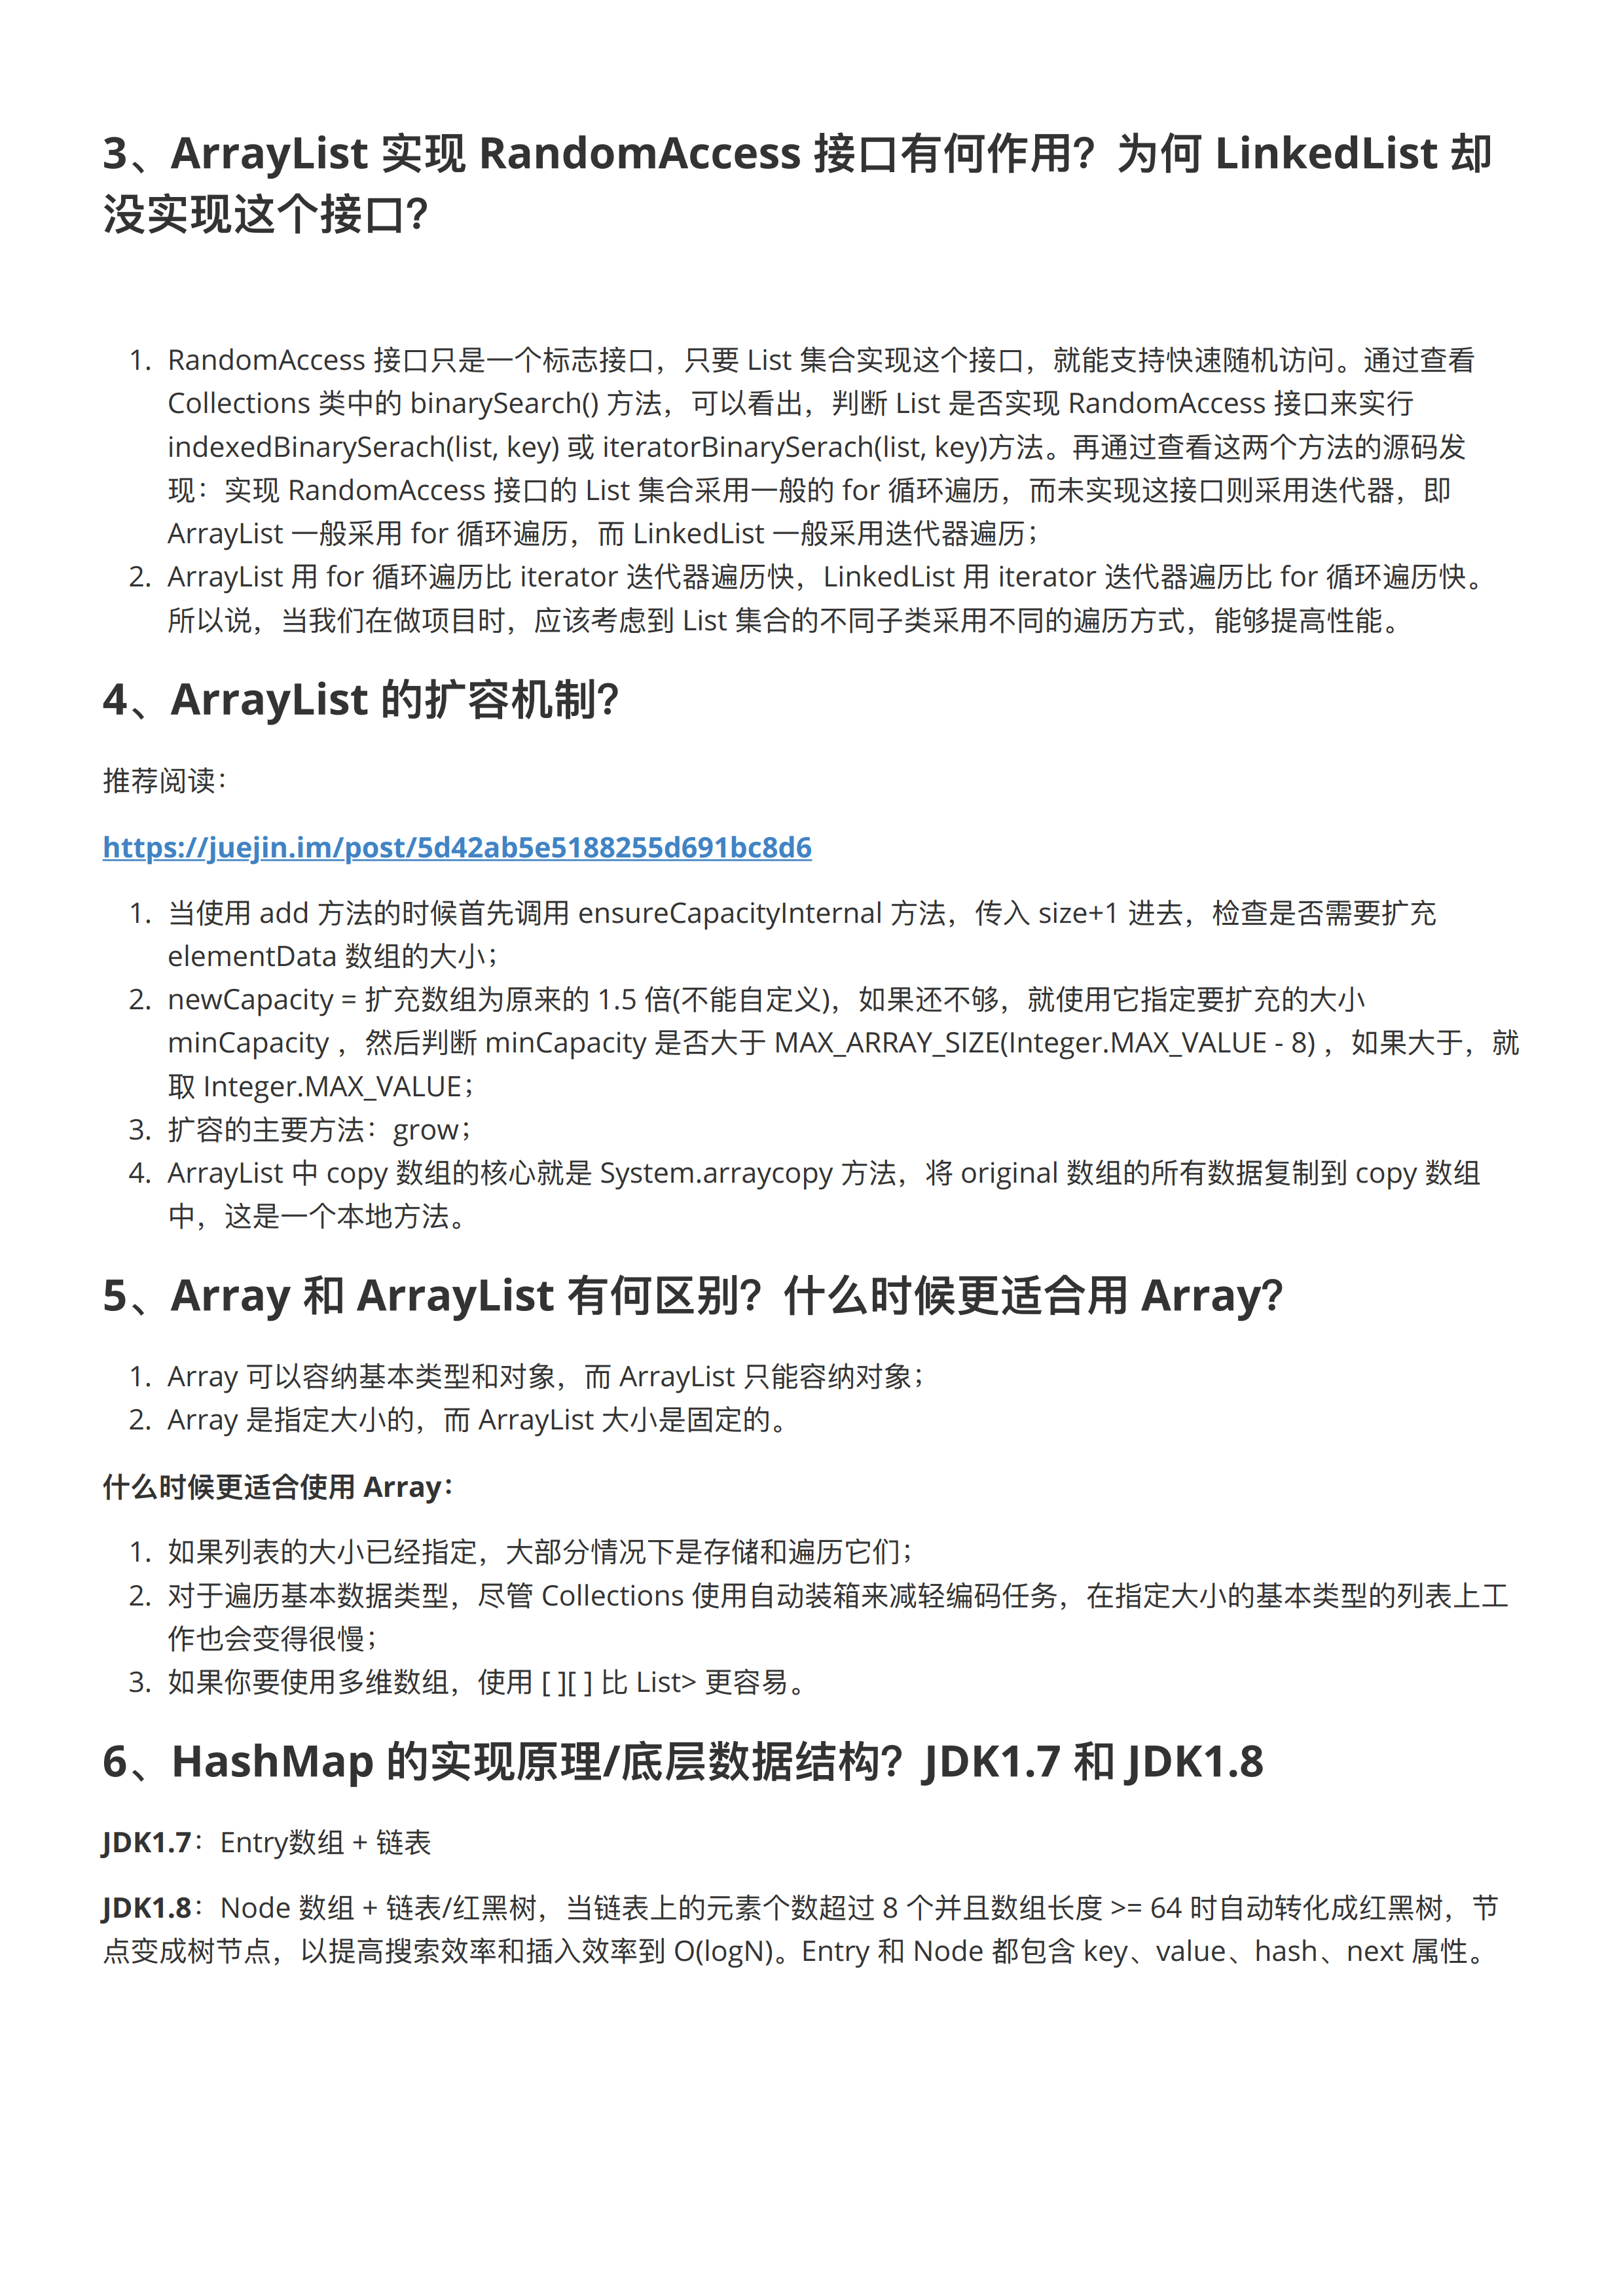 3、ArrayList 实现 RandomAccess 接口有何作用？为何 LinkedList 却
没实现这个接口？
1. RandomAccess 接口只是一个标志接口，只要 List 集合实现这个接口，就能支持快速随机访问。通过查看
Collections 类中的 binarySearch() 方法，可以看出，判断 List 是否实现 RandomAccess 接口来实行
indexedBinarySerach(list, key) 或 iteratorBinarySerach(list, key)方法。再通过查看这两个方法的源码发
现：实现 RandomAccess 接口的 List 集合采用一般的 for 循环遍历，而未实现这接口则采用迭代器，即
ArrayList 一般采用 for 循环遍历，而 LinkedList 一般采用迭代器遍历；
2. ArrayList 用 for 循环遍历比 iterator 迭代器遍历快，LinkedList 用 iterator 迭代器遍历比 for 循环遍历快。
所以说，当我们在做项目时，应该考虑到 List 集合的不同子类采用不同的遍历方式，能够提高性能。
4、ArrayList 的扩容机制？
推荐阅读：
https://juejin.im/post/5d42ab5e5188255d691bc8d6
1. 当使用 add 方法的时候首先调用 ensureCapacityInternal 方法，传入 size+1 进去，检查是否需要扩充
elementData 数组的大小；
2. newCapacity = 扩充数组为原来的 1.5 倍(不能自定义)，如果还不够，就使用它指定要扩充的大小
minCapacity ，然后判断 minCapacity 是否大于 MAX_ARRAY_SIZE(Integer.MAX_VALUE - 8) ，如果大于，就
取 Integer.MAX_VALUE；
3. 扩容的主要方法：grow；
4. ArrayList 中 copy 数组的核心就是 System.arraycopy 方法，将 original 数组的所有数据复制到 copy 数组
中，这是一个本地方法。
5、Array 和 ArrayList 有何区别？什么时候更适合用 Array？
1. Array 可以容纳基本类型和对象，而 ArrayList 只能容纳对象；
2. Array 是指定大小的，而 ArrayList 大小是固定的。
什么时候更适合使用 Array：
1. 如果列表的大小已经指定，大部分情况下是存储和遍历它们；
2. 对于遍历基本数据类型，尽管 Collections 使用自动装箱来减轻编码任务，在指定大小的基本类型的列表上工
作也会变得很慢；
3. 如果你要使用多维数组，使用 [ ][ ] 比 List> 更容易。
6、HashMap 的实现原理/底层数据结构？JDK1.7 和 JDK1.8
JDK1.7：Entry数组 + 链表
JDK1.8：Node 数组 + 链表/红黑树，当链表上的元素个数超过 8 个并且数组长度 >= 64 时自动转化成红黑树，节
点变成树节点，以提高搜索效率和插入效率到 O(logN)。Entry 和 Node 都包含 key、value、hash、next 属性。